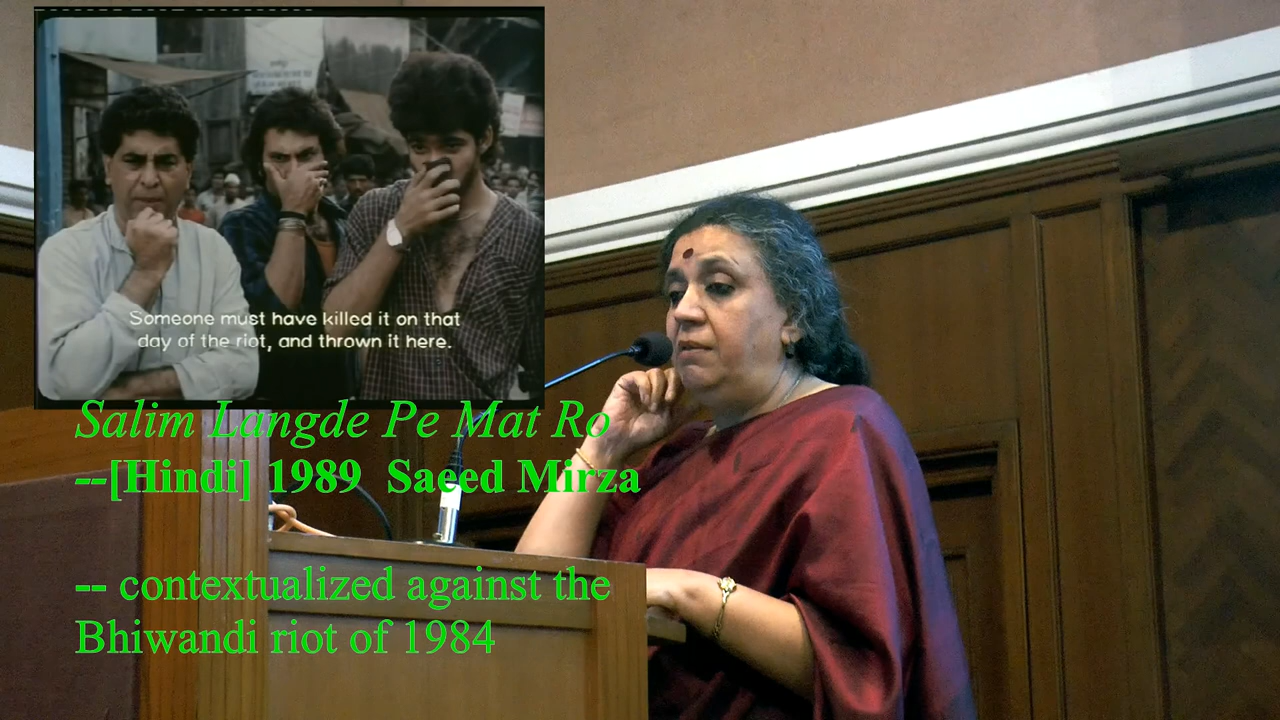 Someone must have killed it on that
day of the riot, and thrown it here.
Salim Langde Pe Mat Ro
--[Hindi] 1989 Saeed Mirza
-- contextualized against the
Bhiwandi riot of 1984